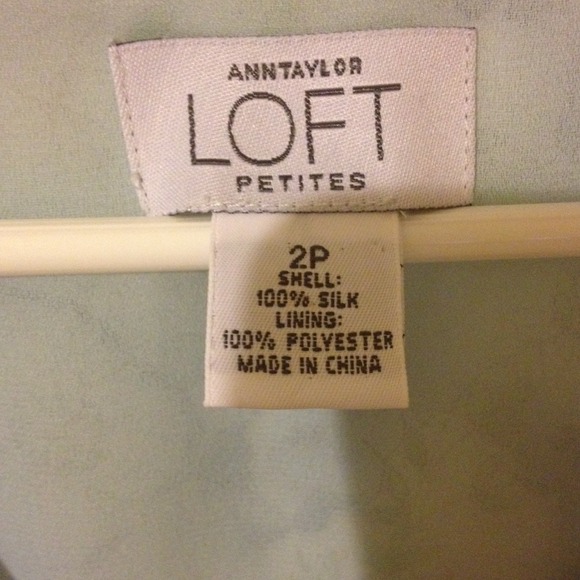 ANNTAYLOR
LOFT
PETITES
2P
SHELL:
100% SILK
LINING:
100% POLYESTER
MADE IN CHINA